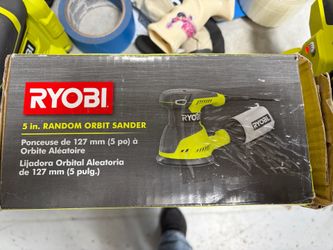 RYOBI
5 in. RANDOM ORBIT SANDER
Ponceuse de 127 mm (5 po) à
Orbite Aléatoire
Lijadora Orbital Aleatoria
de 127 mm (5 pulg.)
RYOBI
RYOBI